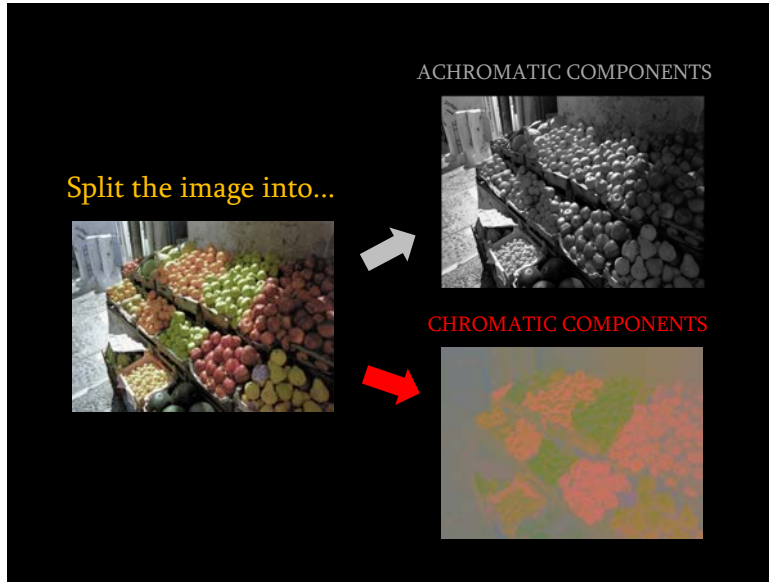 ACHROMATIC COMPONENTS
Split the image into...
CHROMATIC COMPONENTS